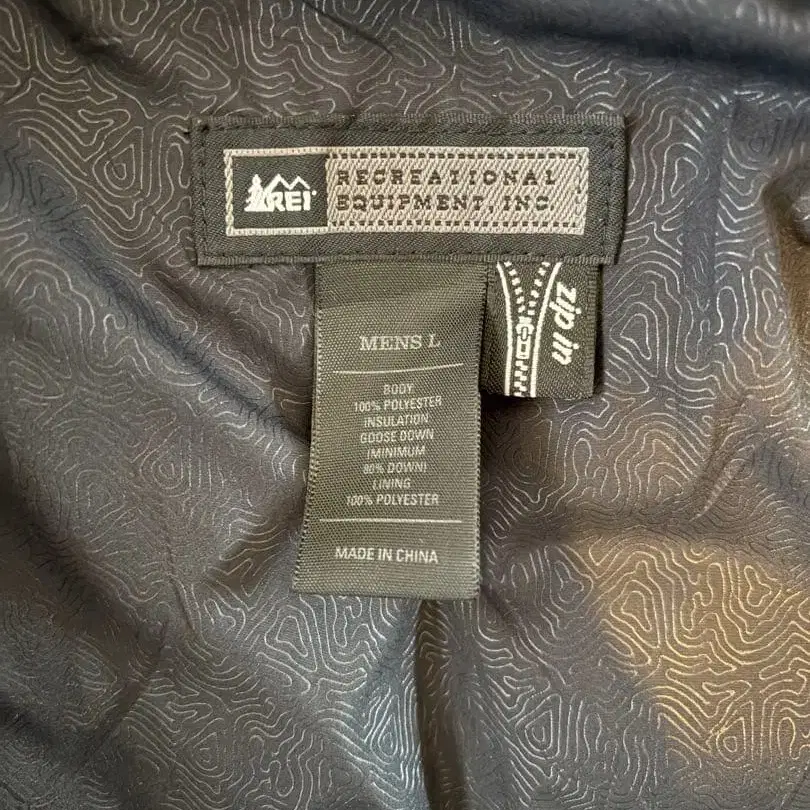 REI
RECREATIONAL
EQUIPMENT, INC
zip in
MENS L
BODY
100% POLYESTER
INSULATION
GOOSE DOWN
(MINIMUM
80% DOWN)
LINING
100% POLYESTER
MADE IN CHINA